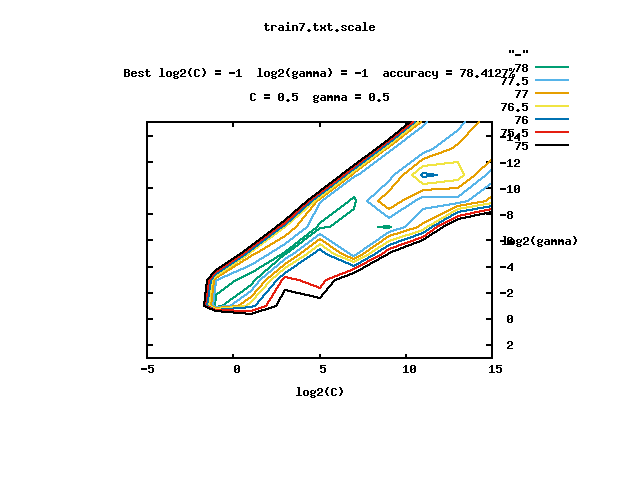 train7.txt.scale
"-"
Best log2(C) = -1 log2(gamma) = -1 accuracy = 78.4127%
78
77.5
77
C = 0.5 gamma = 0.5
76.5
76
75.5
-14
75
-12
-10
-8
-6
log2(gamma)
-4
-2
0
2
-5 0 5 10 15
log2(C)